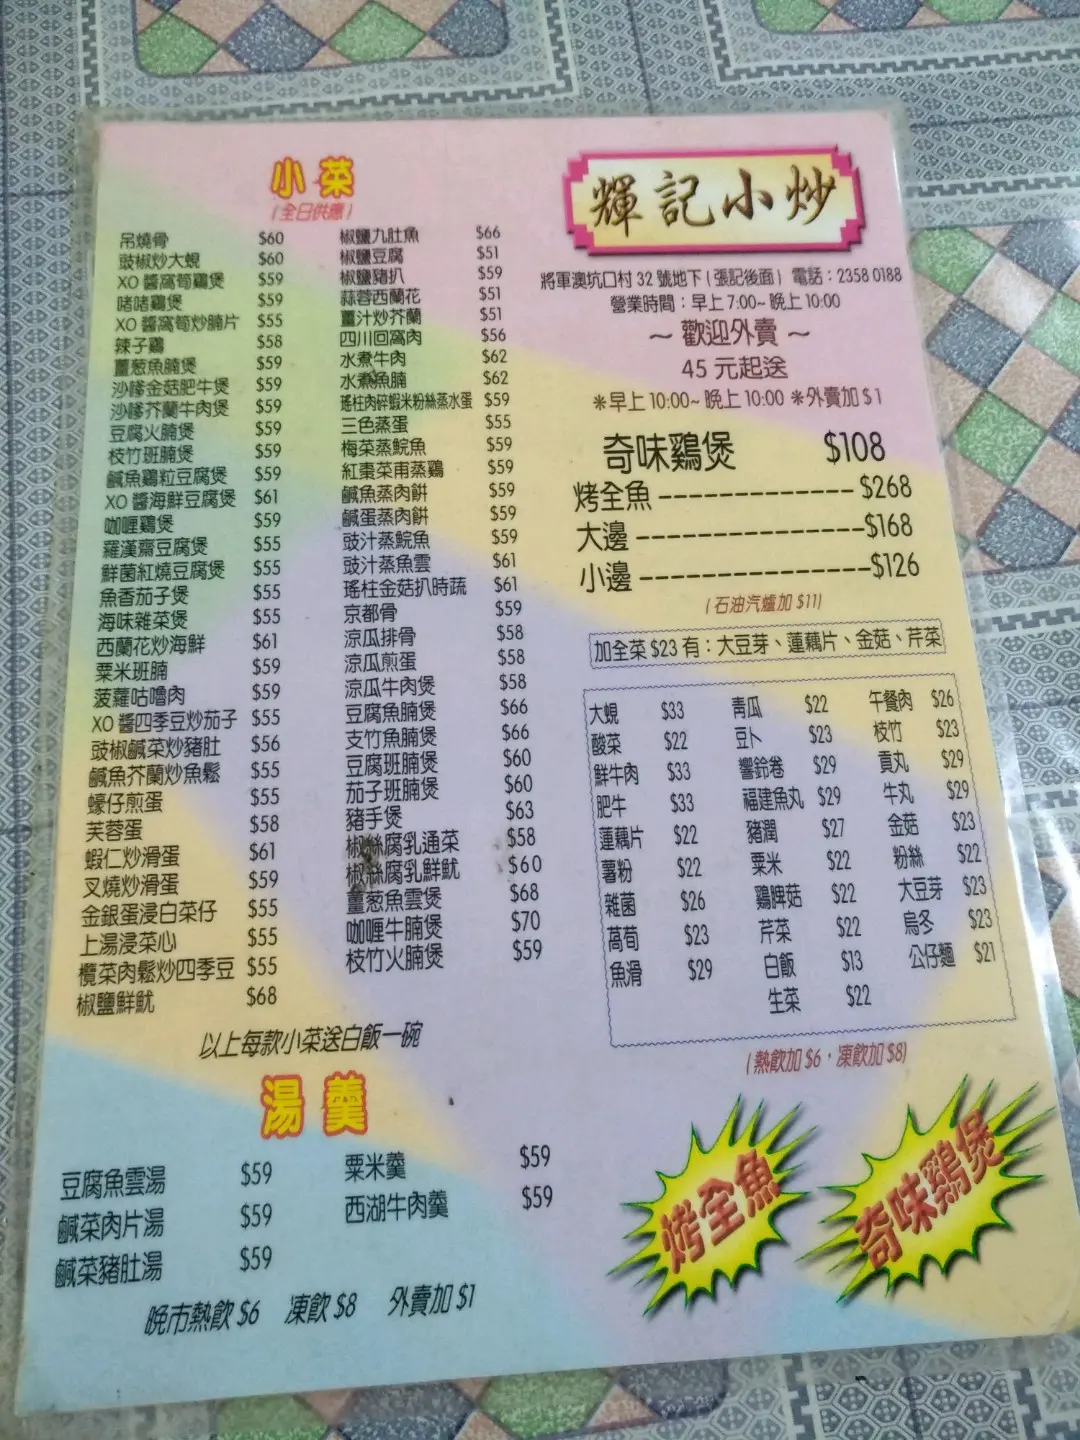 小菜
(全日供應)
吊燒骨 $60
豉椒炒大蜆 $60
XO醬窩筍鷄煲 $59
啫啫鷄煲 $59
XO醬窩筍炒腩片 $55
辣子鷄 $58
薑葱魚腩煲 $59
沙嗲金菇肥牛煲 $59
沙嗲芥蘭牛肉煲 $59
豆腐火腩煲 $59
枝竹班腩煲 $59
鹹魚鷄粒豆腐煲 $59
XO醬海鮮豆腐煲 $61
咖喱鷄煲 $59
羅漢齋豆腐煲 $55
鮮菌紅燒豆腐煲 $55
魚香茄子煲 $55
海味雜菜煲 $55
西蘭花炒海鮮 $61
粟米班腩 $59
菠蘿咕嚕肉 $59
XO醬四季豆炒茄子 $55
豉椒鹹菜炒豬肚 $56
鹹魚芥蘭炒魚鬆 $55
蠔仔煎蛋 $55
芙蓉蛋 $58
蝦仁炒滑蛋 $61
叉燒炒滑蛋 $59
金銀蛋浸白菜仔 $55
上湯浸菜心 $55
欖菜肉鬆炒四季豆 $55
椒鹽鮮魷 $68
椒鹽九肚魚 $66
椒鹽豆腐 $51
椒鹽豬扒 $59
蒜蓉西蘭花 $51
薑汁炒芥蘭 $51
四川回窩肉 $56
水煮牛肉 $62
水煮魚腩 $62
瑤柱肉碎蝦米粉絲蒸水蛋 $59
三色蒸蛋 $55
梅菜蒸鯇魚 $59
紅棗菜甫蒸鷄 $59
鹹魚蒸肉餅 $59
鹹蛋蒸肉餅 $59
豉汁蒸鯇魚 $59
豉汁蒸魚雲 $61
瑤柱金菇扒時蔬 $61
京都骨 $59
涼瓜排骨 $58
涼瓜煎蛋 $58
涼瓜牛肉煲 $58
豆腐魚腩煲 $66
支竹魚腩煲 $66
豆腐班腩煲 $60
茄子班腩煲 $60
豬手煲 $63
椒絲腐乳通菜 $58
椒絲腐乳鮮魷 $60
薑葱魚雲煲 $68
咖喱牛腩煲 $70
枝竹火腩煲 $59
以上每款小菜送白飯一碗
湯羹
豆腐魚雲湯 $59
鹹菜肉片湯 $59
鹹菜豬肚湯 $59
粟米羹 $59
西湖牛肉羹 $59
晚市熱飲 $6 凍飲 $8 外賣加 $1
輝記小炒
將軍澳坑口村 32 號地下 (張記後面) 電話：2358 0188
營業時間：早上 7:00~ 晚上 10:00
～ 歡迎外賣 ～
45 元起送
＊早上 10:00~ 晚上 10:00 ＊外賣加 $1
奇味鷄煲 $108
烤全魚 ------------- $268
大邊 ---------------$168
小邊 ---------------$126
(石油汽爐加 $11)
加全菜 $23 有：大豆芽、蓮藕片、金菇、芹菜
大蜆 $33
酸菜 $22
鮮牛肉 $33
肥牛 $33
蓮藕片 $22
薯粉 $22
雜菌 $26
萵筍 $23
魚滑 $29
青瓜 $22
豆卜 $23
響鈴卷 $29
福建魚丸 $29
豬潤 $27
粟米 $22
鷄脾菇 $22
芹菜 $22
白飯 $13
生菜 $22
午餐肉 $26
枝竹 $23
貢丸 $29
牛丸 $29
金菇 $23
粉絲 $22
大豆芽 $23
烏冬 $23
公仔麵 $21
(熱飲加 $6，凍飲加 $8)
烤全魚
奇味鷄煲